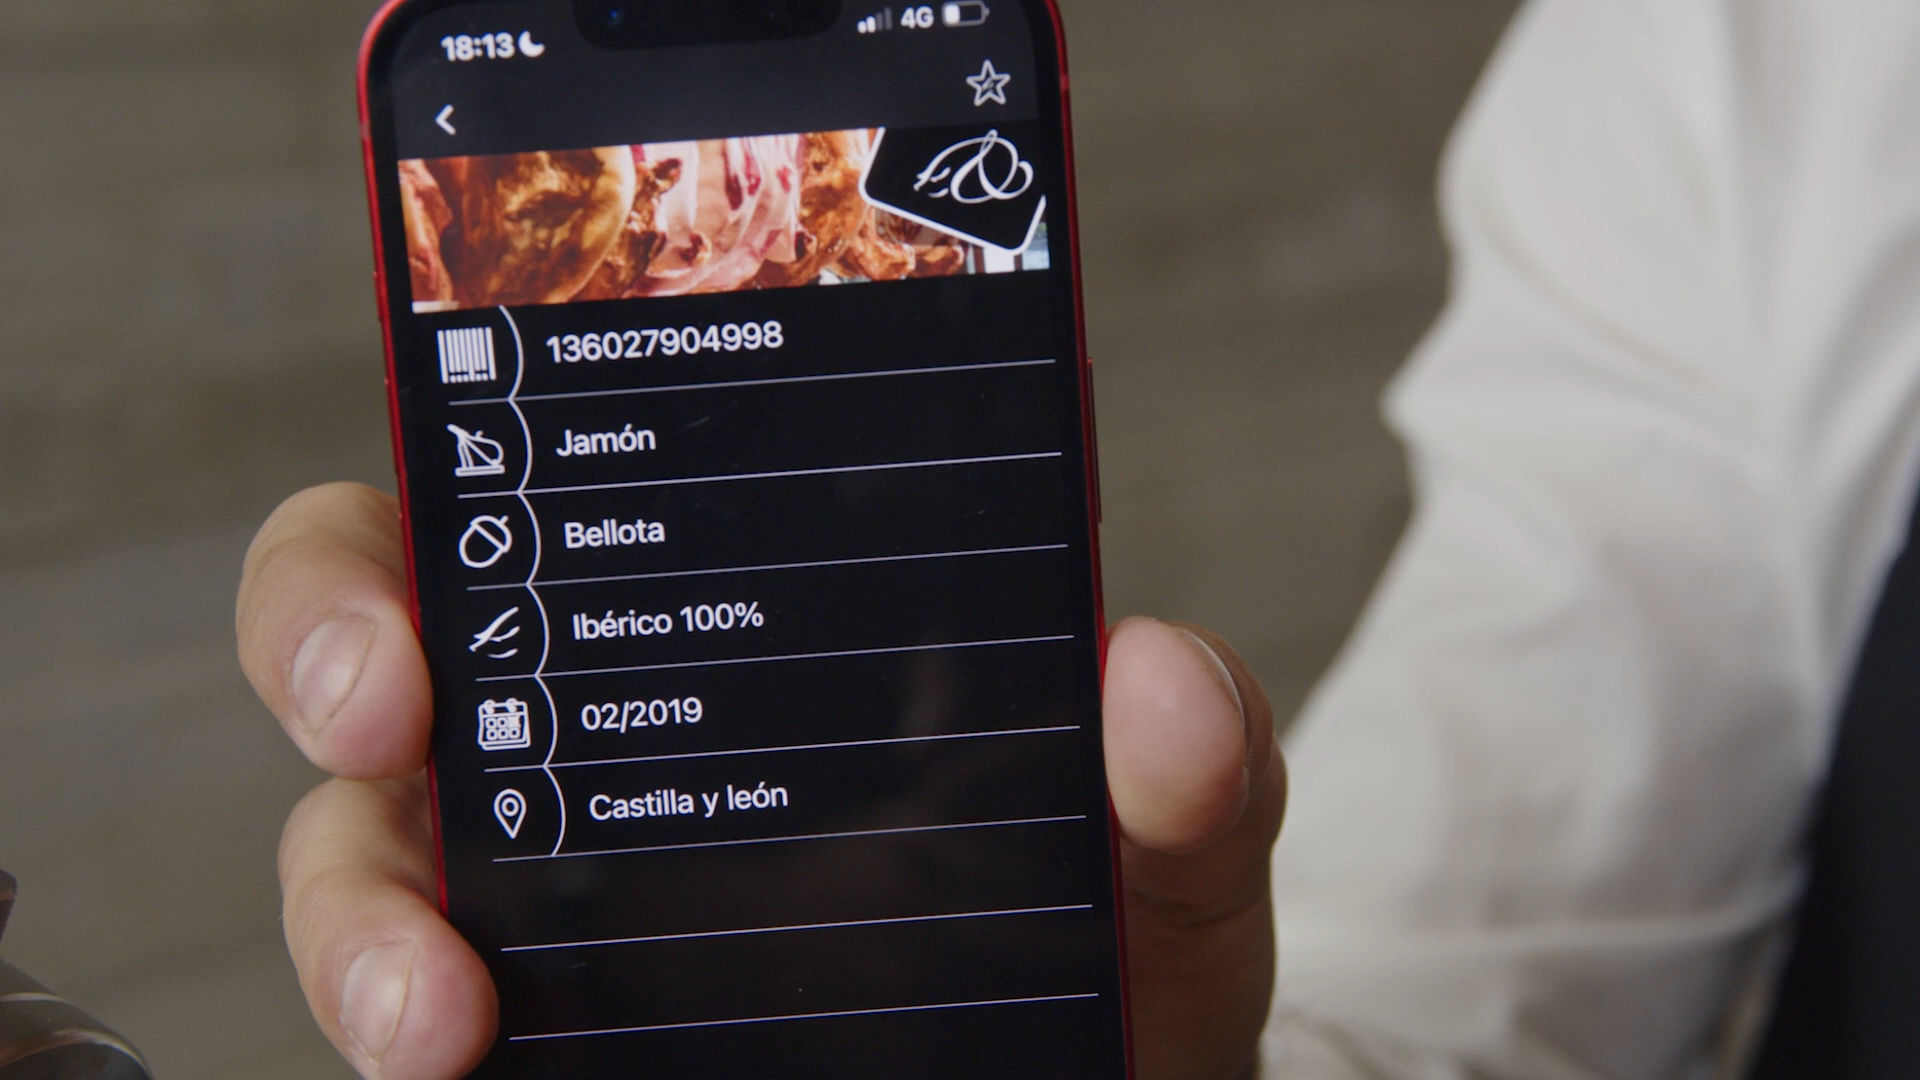 18:13
4G
136027904998
Jamón
Bellota
Ibérico 100%
02/2019
Castilla y león